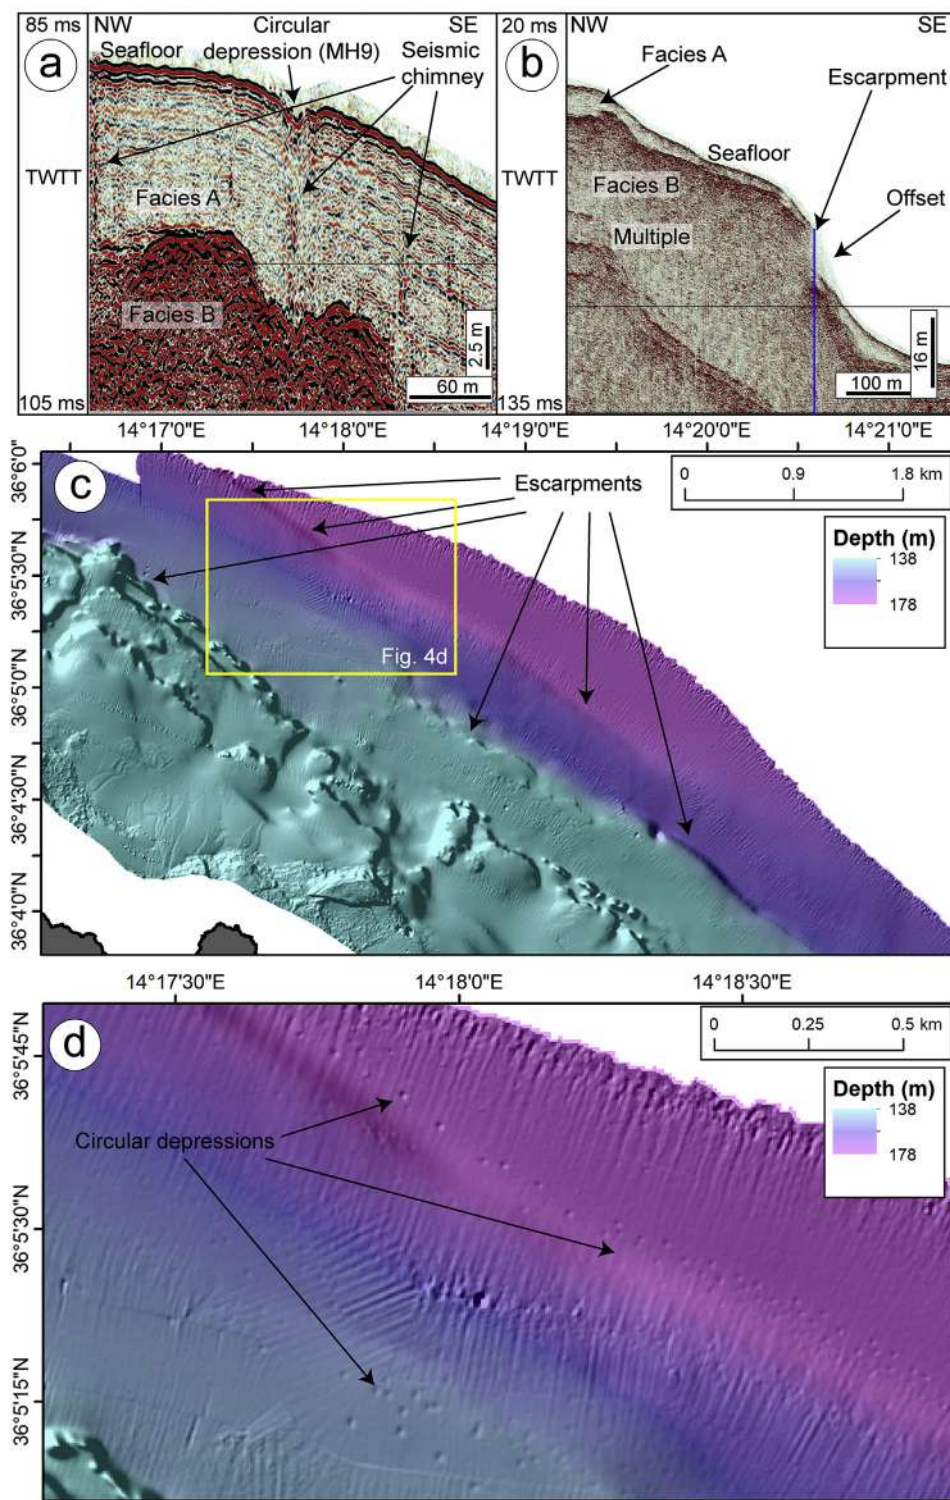 85 ms
NW
Circular
SE
Seafloor
depression (MH9)
Seismic
chimney
a
TWTT
Facies A
Facies B
2.5 m
60 m
105 ms
20 ms
NW
SE
b
Facies A
Escarpment
Seafloor
TWTT
Facies B
Offset
Multiple
16 m
100 m
135 ms
14°17'0"E
14°18'0"E
14°19'0"E
14°20'0"E
14°21'0"E
36°6'0"
36°5'30"N
36°5'0"N
36°4'30"N
36°4'0"N
c
Escarpments
0
0.9
1.8 km
Depth (m)
138
178
Fig. 4d
14°17'30"E
14°18'0"E
14°18'30"E
36°5'45"N
36°5'30"N
36°5'15"N
d
0
0.25
0.5 km
Depth (m)
138
178
Circular depressions